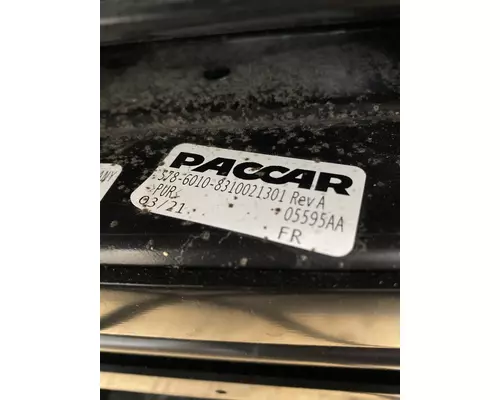 PACCAR
S78-6010-8310021301 Rev A
PUR
03/21
05595AA
FR